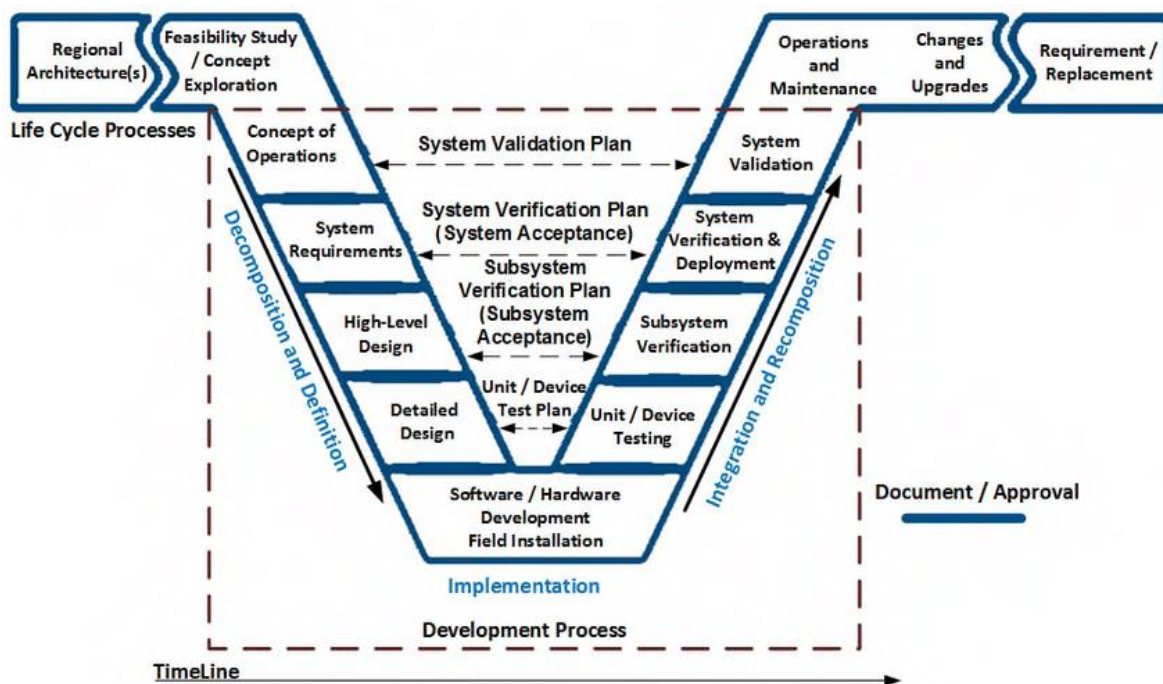 Regional
Architecture(s)
Feasibility Study
/ Concept
Exploration
Operations
and
Maintenance
Changes
and
Upgrades
Requirement /
Replacement
Life Cycle Processes
Concept of
Operations
System Validation Plan
System
Validation
System
Requirements
System Verification Plan
(System Acceptance)
System
Verification &
Deployment
Subsystem
Verification Plan
(Subsystem
Acceptance)
High-Level
Design
Subsystem
Verification
Detailed
Design
Unit / Device
Test Plan
Unit / Device
Testing
Decomposition and Definition
Integration and Recomposition
Software / Hardware
Development
Field Installation
Document / Approval
Implementation
Development Process
TimeLine